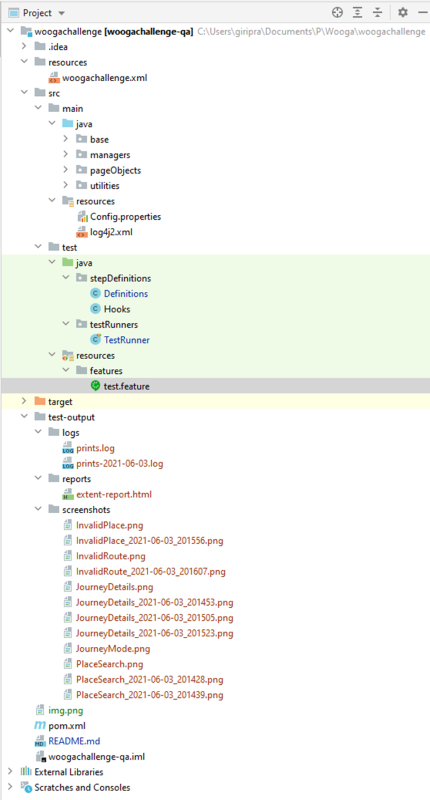 Project
woogachallenge [woogachallenge-qa] C:\Users\giripra\Documents\P\Wooga\woogachallenge
.idea
resources
woogachallenge.xml
src
main
java
base
managers
pageObjects
utilities
resources
Config.properties
log4j2.xml
test
java
stepDefinitions
Definitions
Hooks
testRunners
TestRunner
resources
features
test.feature
target
test-output
logs
prints.log
prints-2021-06-03.log
reports
extent-report.html
screenshots
InvalidPlace.png
InvalidPlace_2021-06-03_201556.png
InvalidRoute.png
InvalidRoute_2021-06-03_201607.png
JourneyDetails.png
JourneyDetails_2021-06-03_201453.png
JourneyDetails_2021-06-03_201505.png
JourneyDetails_2021-06-03_201523.png
JourneyMode.png
PlaceSearch.png
PlaceSearch_2021-06-03_201428.png
PlaceSearch_2021-06-03_201439.png
img.png
pom.xml
README.md
woogachallenge-qa.iml
External Libraries
Scratches and Consoles